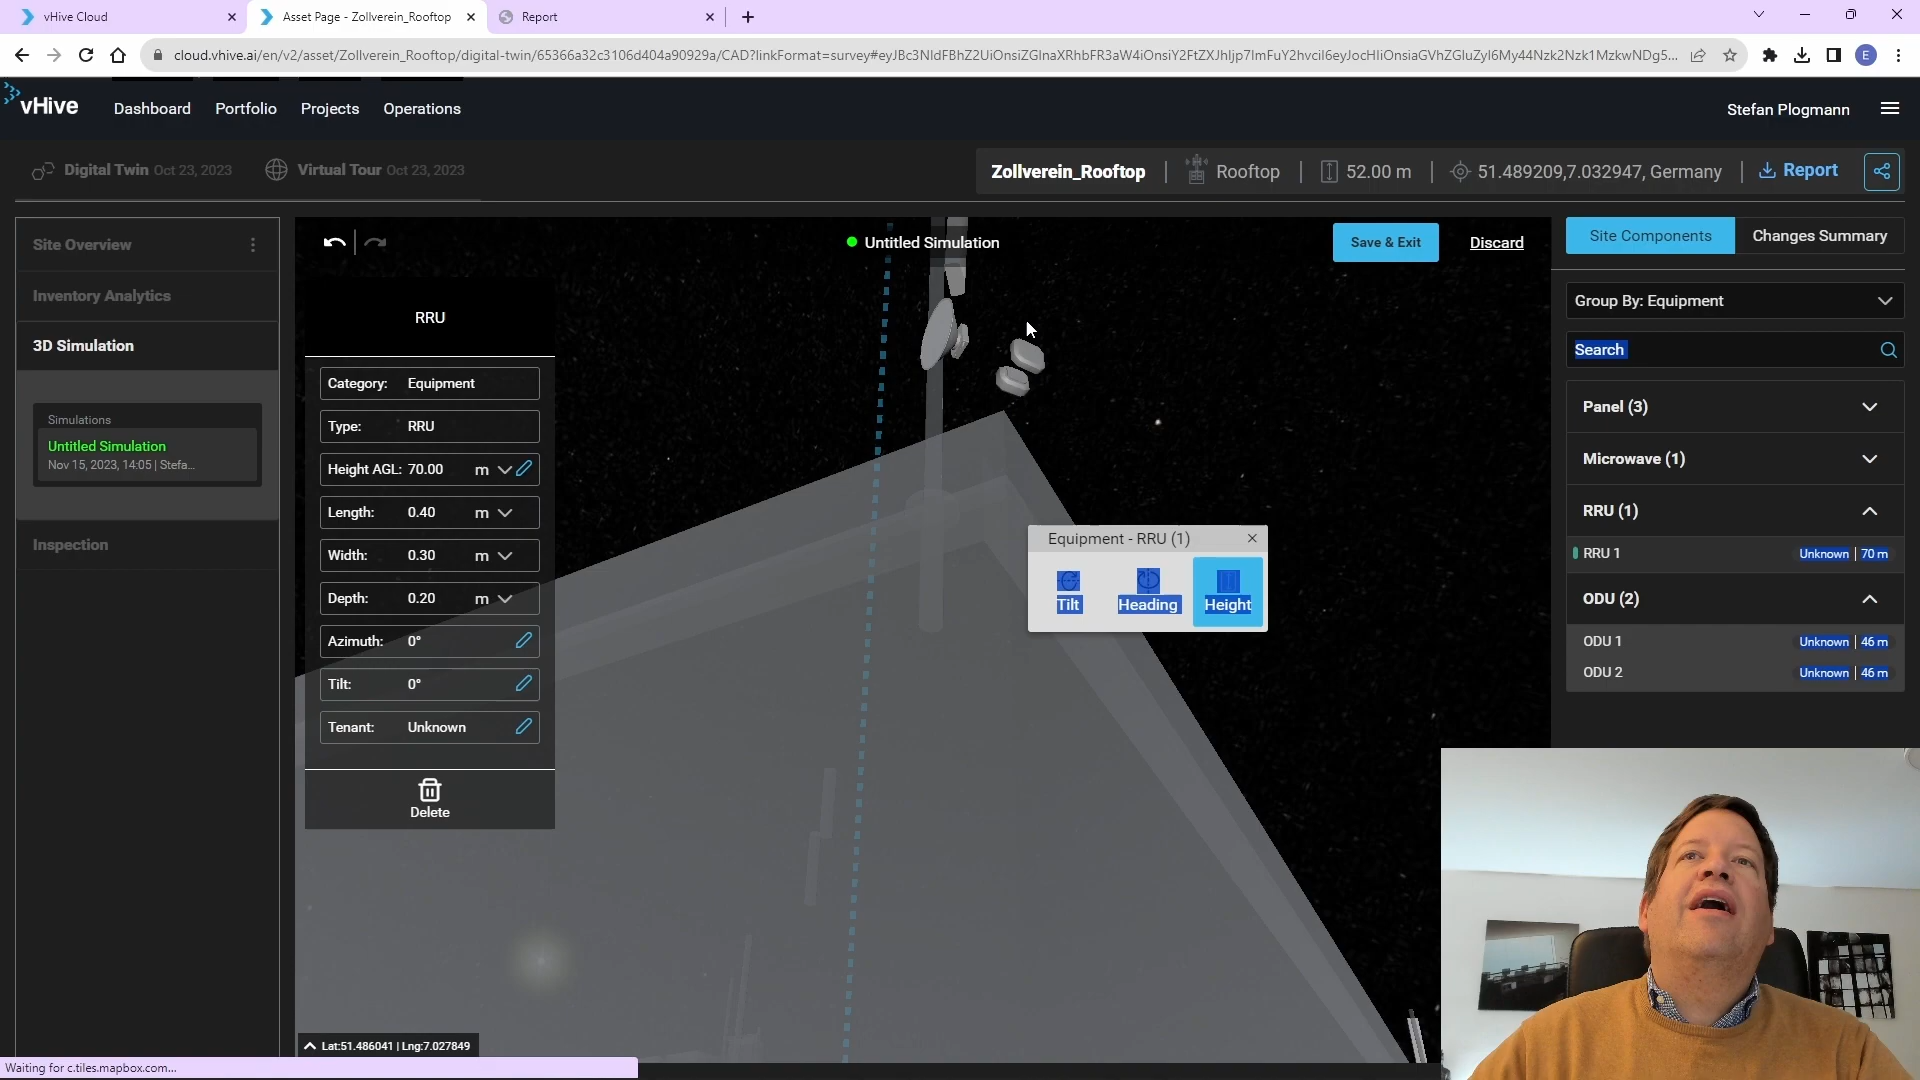 vHive Cloud
Asset Page - Zollverein_Rooftop
Report
cloud.vhive.ai/en/v2/asset/Zollverein_Rooftop/digital-twin/65366a32c3106d404a90929a/CAD?linkFormat=survey#
E
vHive
Dashboard
Portfolio
Projects
Operations
Stefan Plogmann
Digital Twin Oct 23, 2023
Virtual Tour Oct 23, 2023
Zollverein_Rooftop
Rooftop
52.00 m
51.489209,7.032947, Germany
Report
Site Overview
Inventory Analytics
3D Simulation
Simulations
Untitled Simulation
Nov 15, 2023, 14:05 | Stefa...
Inspection
Untitled Simulation
Save & Exit
Discard
RRU
Category: Equipment
Type: RRU
Height AGL: 70.00 m
Length: 0.40 m
Width: 0.30 m
Depth: 0.20 m
Azimuth: 0°
Tilt: 0°
Tenant: Unknown
Delete
Equipment - RRU (1)
Tilt
Heading
Height
Site Components
Changes Summary
Group By: Equipment
Search
Panel (3)
Microwave (1)
RRU (1)
RRU 1 Unknown | 70 m
ODU (2)
ODU 1 Unknown | 46 m
ODU 2 Unknown | 46 m
Lat:51.486041 | Lng:7.027849
Waiting for c.tiles.mapbox.com...